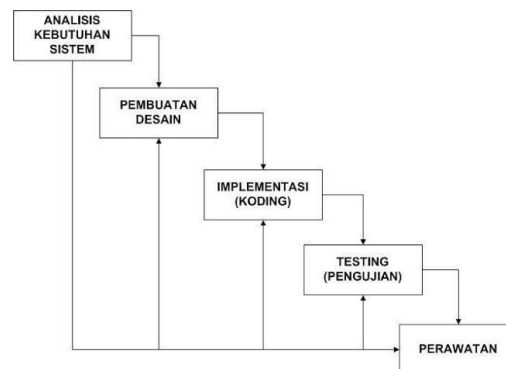 ANALISIS
KEBUTUHAN
SISTEM
PEMBUATAN
DESAIN
IMPLEMENTASI
(KODING)
TESTING
(PENGUJIAN)
PERAWATAN